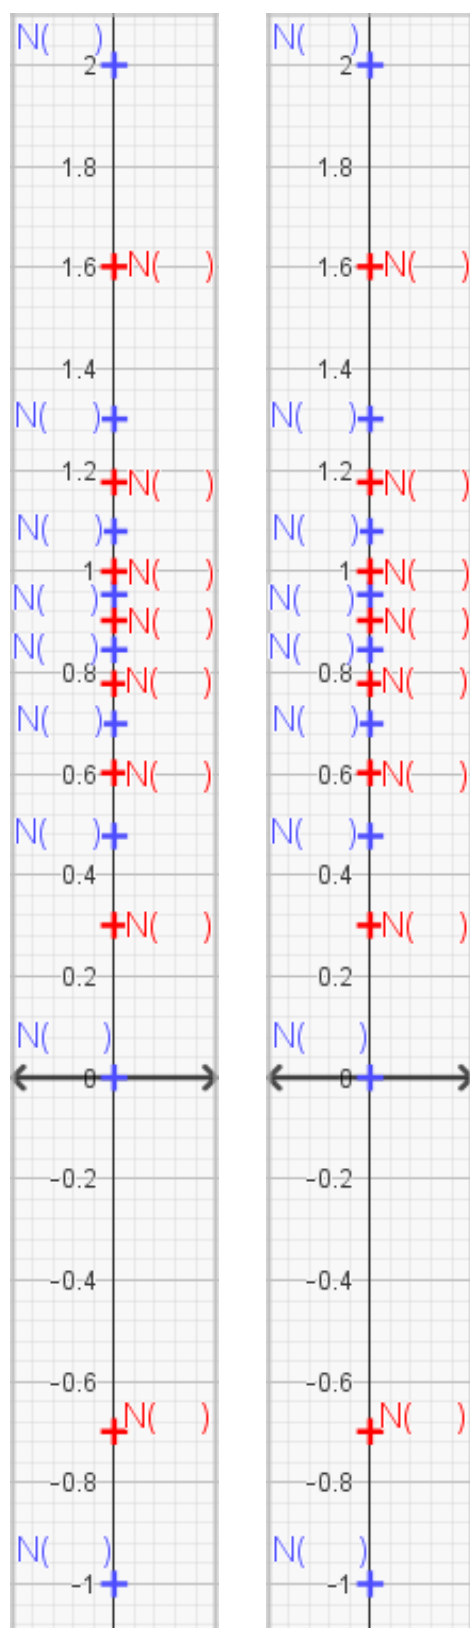 N( ) N( )
2 2
1.8 1.8
1.6 N( ) 1.6 N( )
1.4 1.4
N( ) N( )
1.2 N( ) 1.2 N( )
N( ) N( )
1 N( ) 1 N( )
N( ) N( )
N( ) N( )
N( ) N( )
0.8 N( ) 0.8 N( )
N( ) N( )
0.6 N( ) 0.6 N( )
N( ) N( )
0.4 0.4
N( ) N( )
0.2 0.2
N( ) N( )
0 0
-0.2 -0.2
-0.4 -0.4
-0.6 -0.6
N( ) N( )
-0.8 -0.8
N( ) N( )
-1 -1